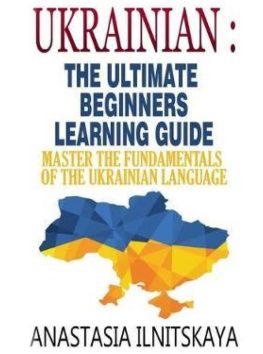 UKRAINIAN :
THE ULTIMATE
BEGINNERS
LEARNING GUIDE
MASTER THE FUNDAMENTALS
OF THE UKRAINIAN LANGUAGE
ANASTASIA ILNITSKAYA